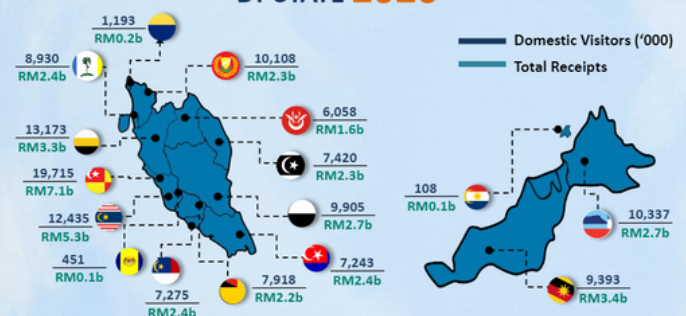 Domestic Visitors ('000)
Total Receipts
1,193
RM0.2b
8,930
RM2.4b
10,108
RM2.3b
6,058
RM1.6b
13,173
RM3.3b
7,420
RM2.3b
19,715
RM7.1b
108
RM0.1b
9,905
RM2.7b
10,337
RM2.7b
12,435
RM5.3b
451
RM0.1b
7,243
RM2.4b
7,275
RM2.4b
7,918
RM2.2b
9,393
RM3.4b